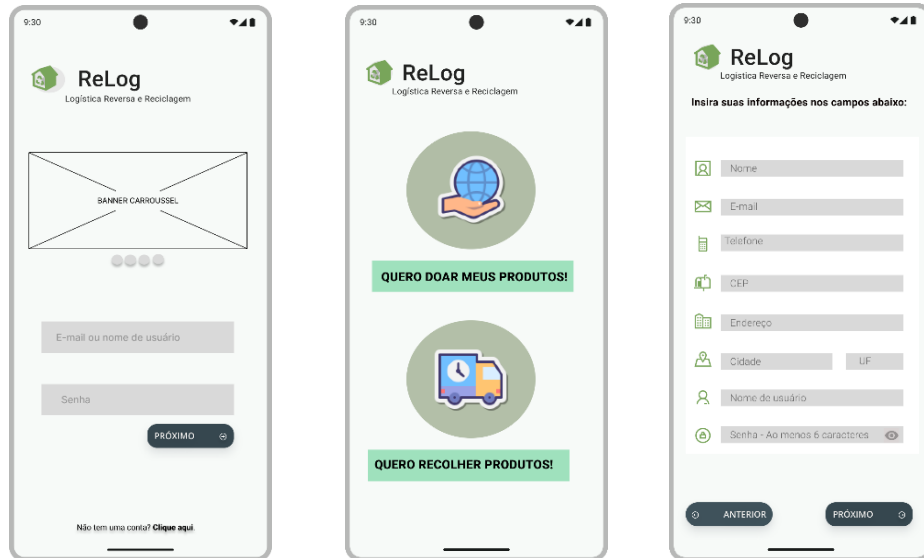 9:30
ReLog
Logística Reversa e Reciclagem
BANNER CARROUSSEL
E-mail ou nome de usuário
Senha
PRÓXIMO
Não tem uma conta? Clique aqui.
9:30
ReLog
Logística Reversa e Reciclagem
QUERO DOAR MEUS PRODUTOS!
QUERO RECOLHER PRODUTOS!
9:30
ReLog
Logística Reversa e Reciclagem
Insira suas informações nos campos abaixo:
Nome
E-mail
Telefone
CEP
Endereço
Cidade UF
Nome de usuário
Senha - Ao menos 6 caracteres
ANTERIOR PRÓXIMO